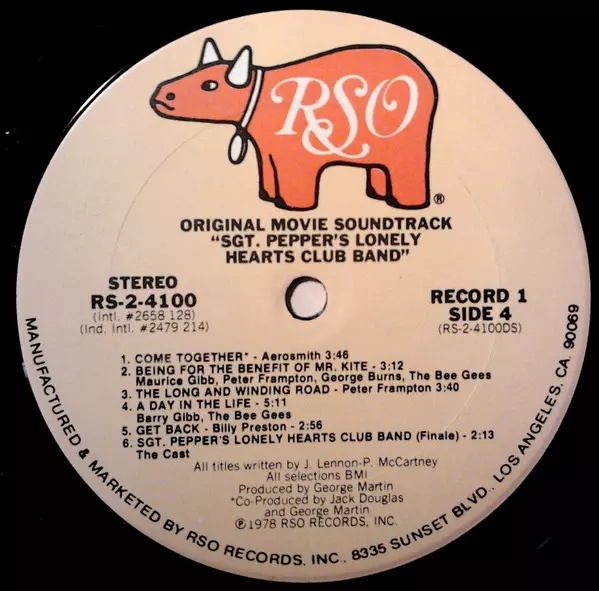 RSO
®
ORIGINAL MOVIE SOUNDTRACK
"SGT. PEPPER'S LONELY
HEARTS CLUB BAND"
STEREO
RS-2-4100
(Intl. #2658 128)
(Ind. Intl. #2479 214)
RECORD 1
SIDE 4
(RS-2-4100DS)
1. COME TOGETHER* - Aerosmith 3:46
2. BEING FOR THE BENEFIT OF MR. KITE - 3:12
Maurice Gibb, Peter Frampton, George Burns, The Bee Gees
3. THE LONG AND WINDING ROAD - Peter Frampton 3:40
4. A DAY IN THE LIFE - 5:11
Barry Gibb, The Bee Gees
5. GET BACK - Billy Preston - 2:56
6. SGT. PEPPER'S LONELY HEARTS CLUB BAND (Finale) - 2:13
The Cast
All titles written by J. Lennon-P. McCartney
All selections BMI
Produced by George Martin
*Co-Produced by Jack Douglas
and George Martin
℗1978 RSO RECORDS, INC.
MANUFACTURED & MARKETED BY RSO RECORDS, INC., 8335 SUNSET BLVD., LOS ANGELES, CA. 90069